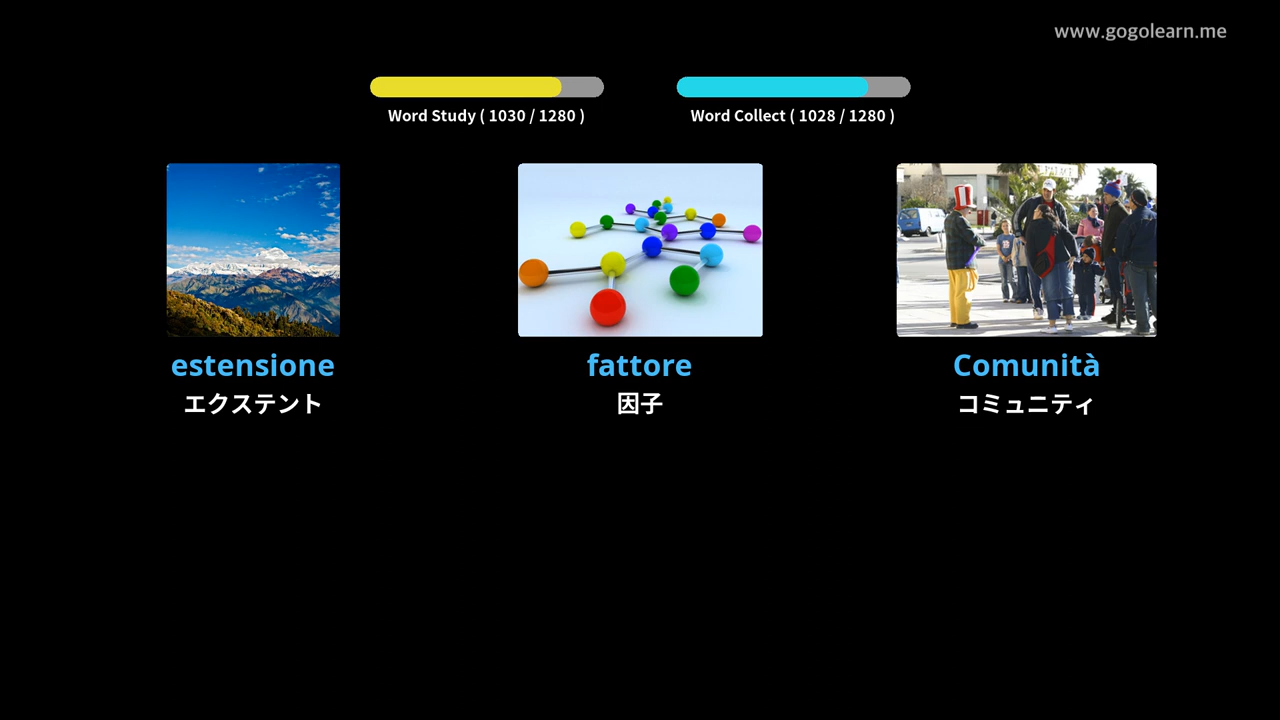 www.gogolearn.me
Word Study ( 1030 / 1280 )
Word Collect ( 1028 / 1280 )
estensione
エクステント
fattore
因子
Comunità
コミュニティ